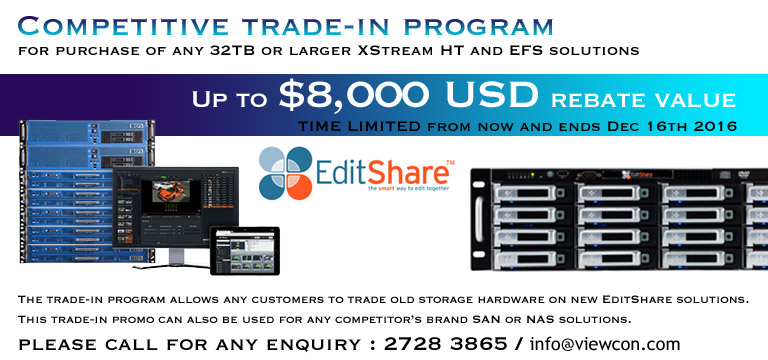 Competitive trade-in program
for purchase of any 32TB or larger XStream HT and EFS solutions
Up to $8,000 USD rebate value
TIME LIMITED from now and ends Dec 16th 2016
EditShare™
the smart way to edit together
EditShare
The trade-in program allows any customers to trade old storage hardware on new EditShare solutions.
This trade-in promo can also be used for any competitor's brand SAN or NAS solutions.
please call for any enquiry : 2728 3865 / info@viewcon.com